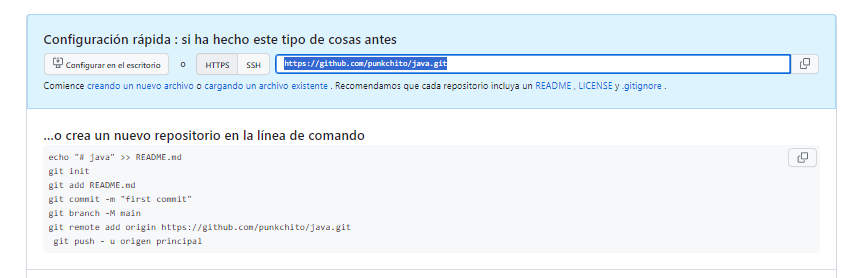 Configuración rápida : si ha hecho este tipo de cosas antes
Configurar en el escritorio o HTTPS SSH https://github.com/punkchito/java.git
Comience creando un nuevo archivo o cargando un archivo existente . Recomendamos que cada repositorio incluya un README , LICENSE y .gitignore .
...o crea un nuevo repositorio en la línea de comando
echo "# java" >> README.md
git init
git add README.md
git commit -m "first commit"
git branch -M main
git remote add origin https://github.com/punkchito/java.git
git push - u origen principal